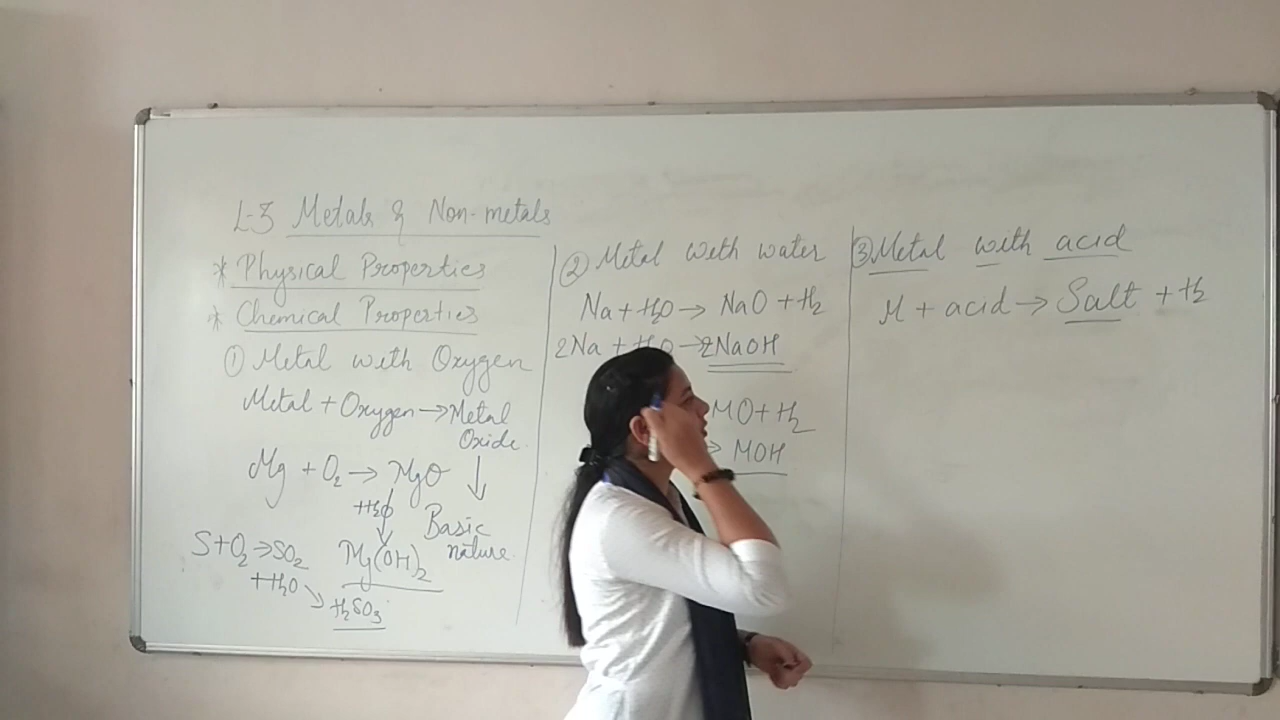 L-3 Metals & Non-metals
* Physical Properties
* Chemical Properties
① Metal with Oxygen
Metal + Oxygen → Metal Oxide
↓
Basic nature.
Mg + O₂ → MgO
+H₂O
↓
Mg(OH)₂
S+O₂ → SO₂
+H₂O ↘
H₂SO₃
② Metal with water
Na + H₂O → NaO + H₂
2Na + H₂O → 2NaOH
MO + H₂
→ MOH
③ Metal with acid
M + acid → Salt + H₂